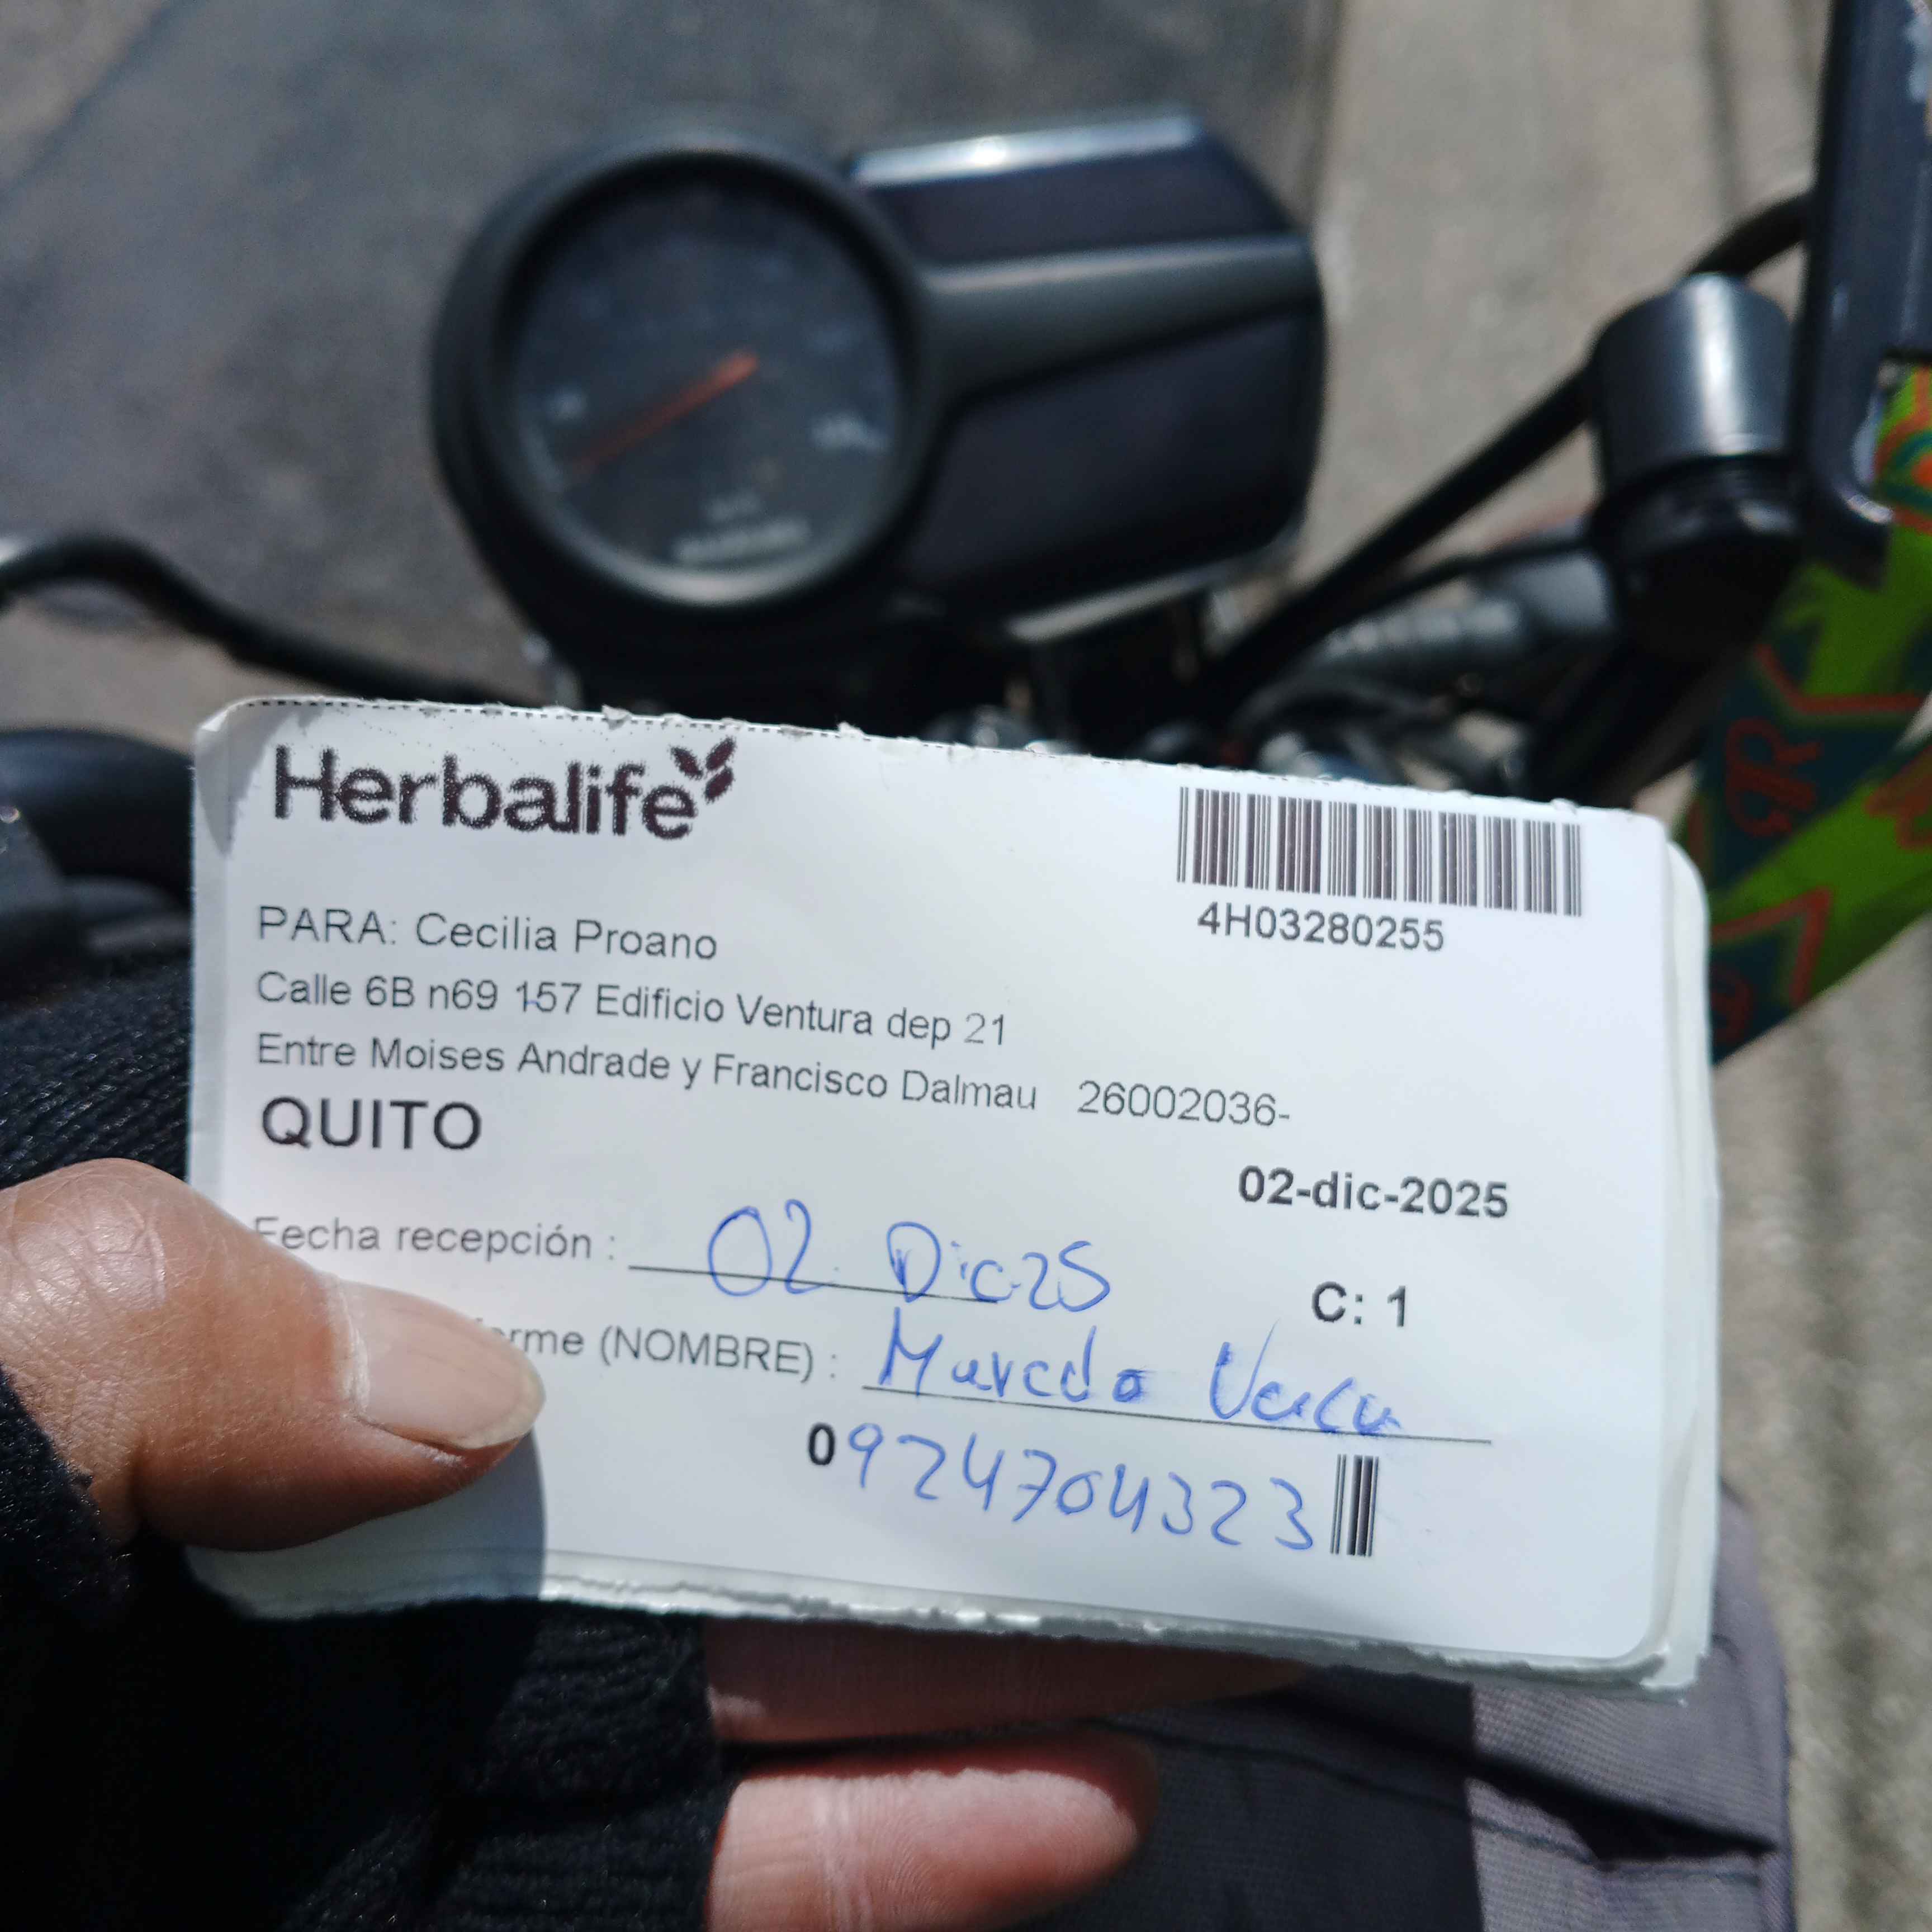 Herbalife
4H03280255
PARA: Cecilia Proano
Calle 6B n69 157 Edificio Ventura dep 21
Entre Moises Andrade y Francisco Dalmau 26002036-
QUITO
02-dic-2025
Fecha recepción : 02 Dic 25
C: 1
(NOMBRE) :
0924704323